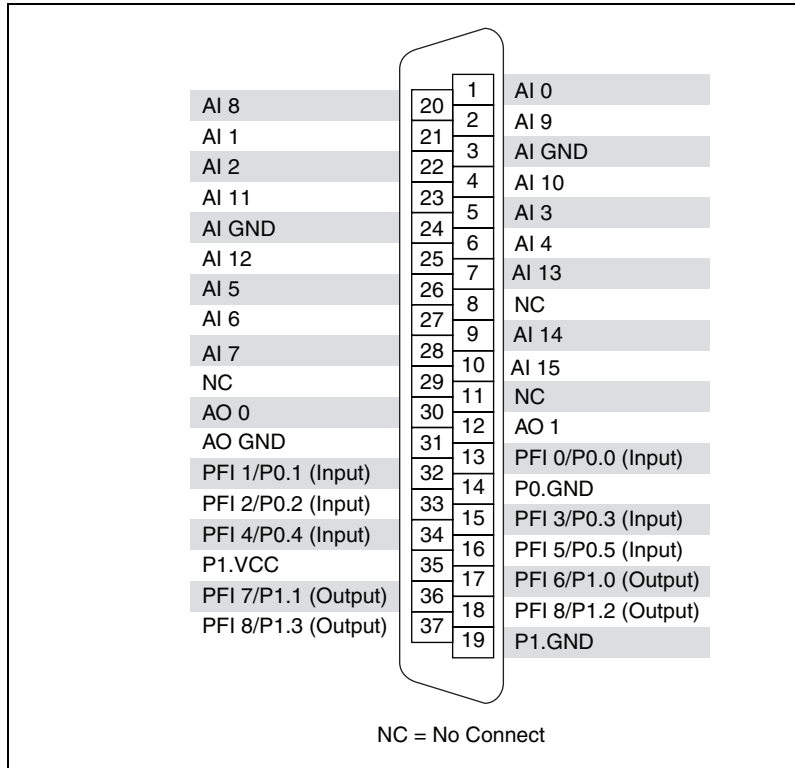 AI 8 20 1 AI 0
AI 1 21 2 AI 9
AI 2 22 3 AI GND
AI 11 23 4 AI 10
AI GND 24 5 AI 3
AI 12 25 6 AI 4
AI 5 26 7 AI 13
AI 6 27 8 NC
AI 7 28 9 AI 14
NC 29 10 AI 15
AO 0 30 11 NC
AO GND 31 12 AO 1
PFI 1/P0.1 (Input) 32 13 PFI 0/P0.0 (Input)
PFI 2/P0.2 (Input) 33 14 P0.GND
PFI 4/P0.4 (Input) 34 15 PFI 3/P0.3 (Input)
P1.VCC 35 16 PFI 5/P0.5 (Input)
PFI 7/P1.1 (Output) 36 17 PFI 6/P1.0 (Output)
PFI 8/P1.3 (Output) 37 18 PFI 8/P1.2 (Output)
19 P1.GND
NC = No Connect